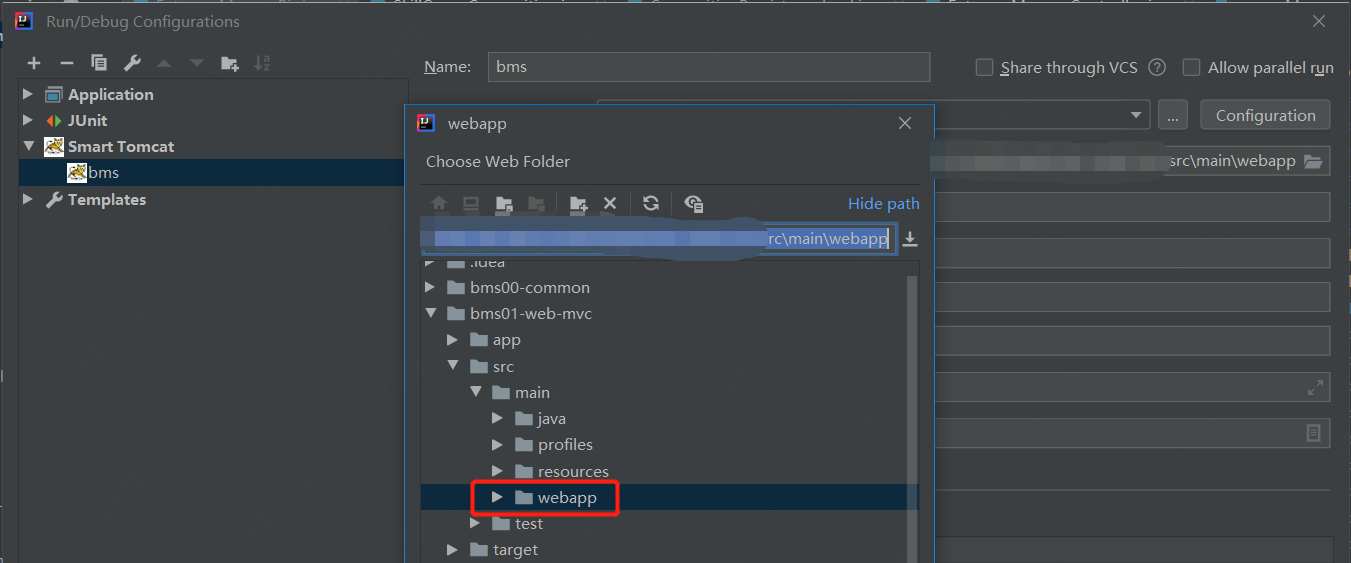 Run/Debug Configurations
Name: bms
Share through VCS ?
Allow parallel run
Application
JUnit
Smart Tomcat
bms
Templates
... Configuration
src\main\webapp
webapp
Choose Web Folder
Hide path
rc\main\webapp
.idea
bms00-common
bms01-web-mvc
app
src
main
java
profiles
resources
webapp
test
target